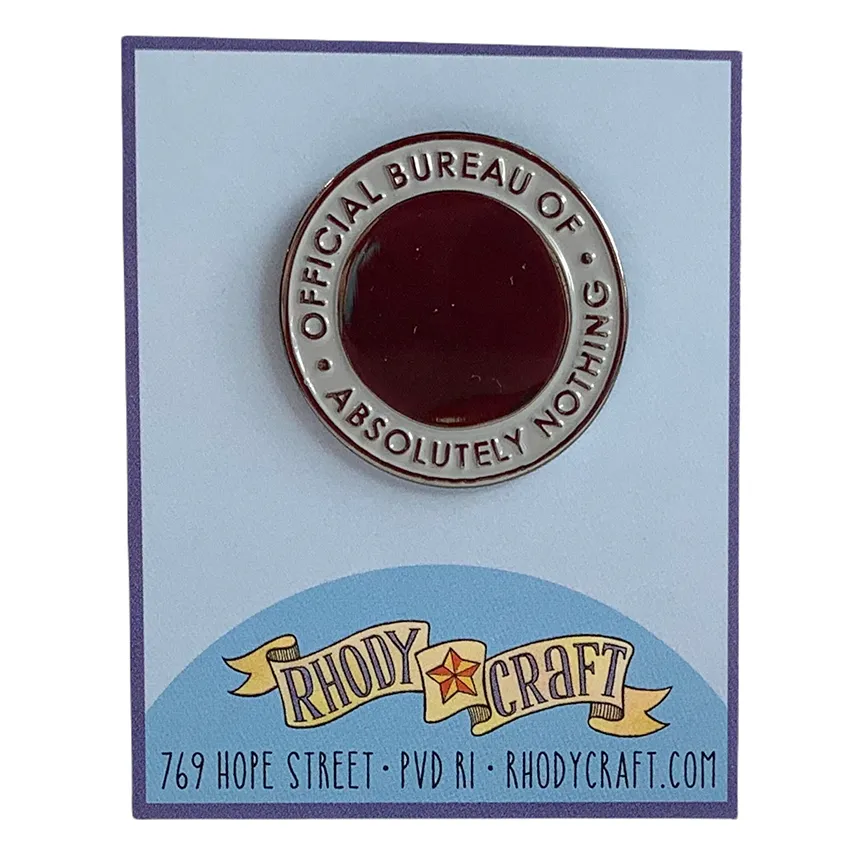 OFFICIAL BUREAU OF
• ABSOLUTELY NOTHING •
RHODY CRAFT
769 HOPE STREET • PVD RI • RHODYCRAFT.COM